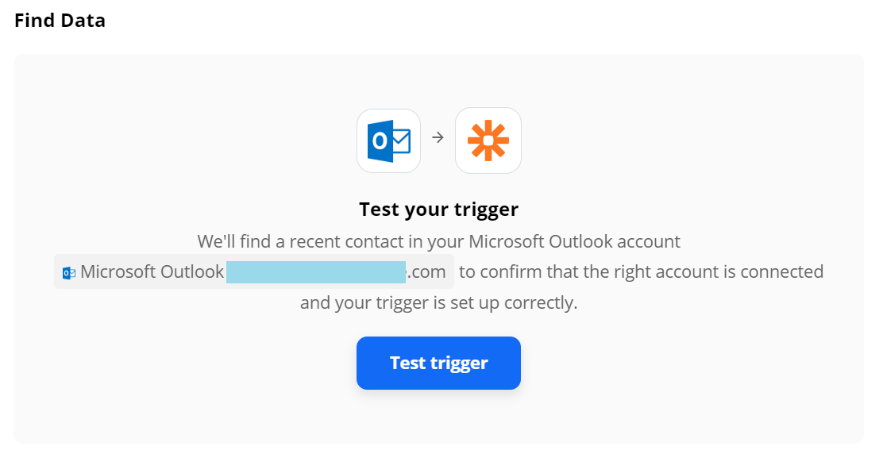 Find Data
Test your trigger
We'll find a recent contact in your Microsoft Outlook account
Microsoft Outlook .com to confirm that the right account is connected
and your trigger is set up correctly.
Test trigger